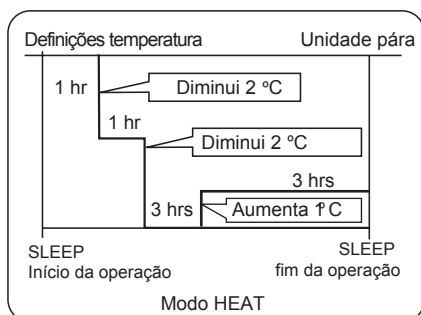 Definições temperatura
Unidade pára
1 hr
Diminui 2 ºC
1 hr
Diminui 2 ºC
3 hrs
3 hrs
Aumenta 1º C
SLEEP
Início da operação
SLEEP
fim da operação
Modo HEAT